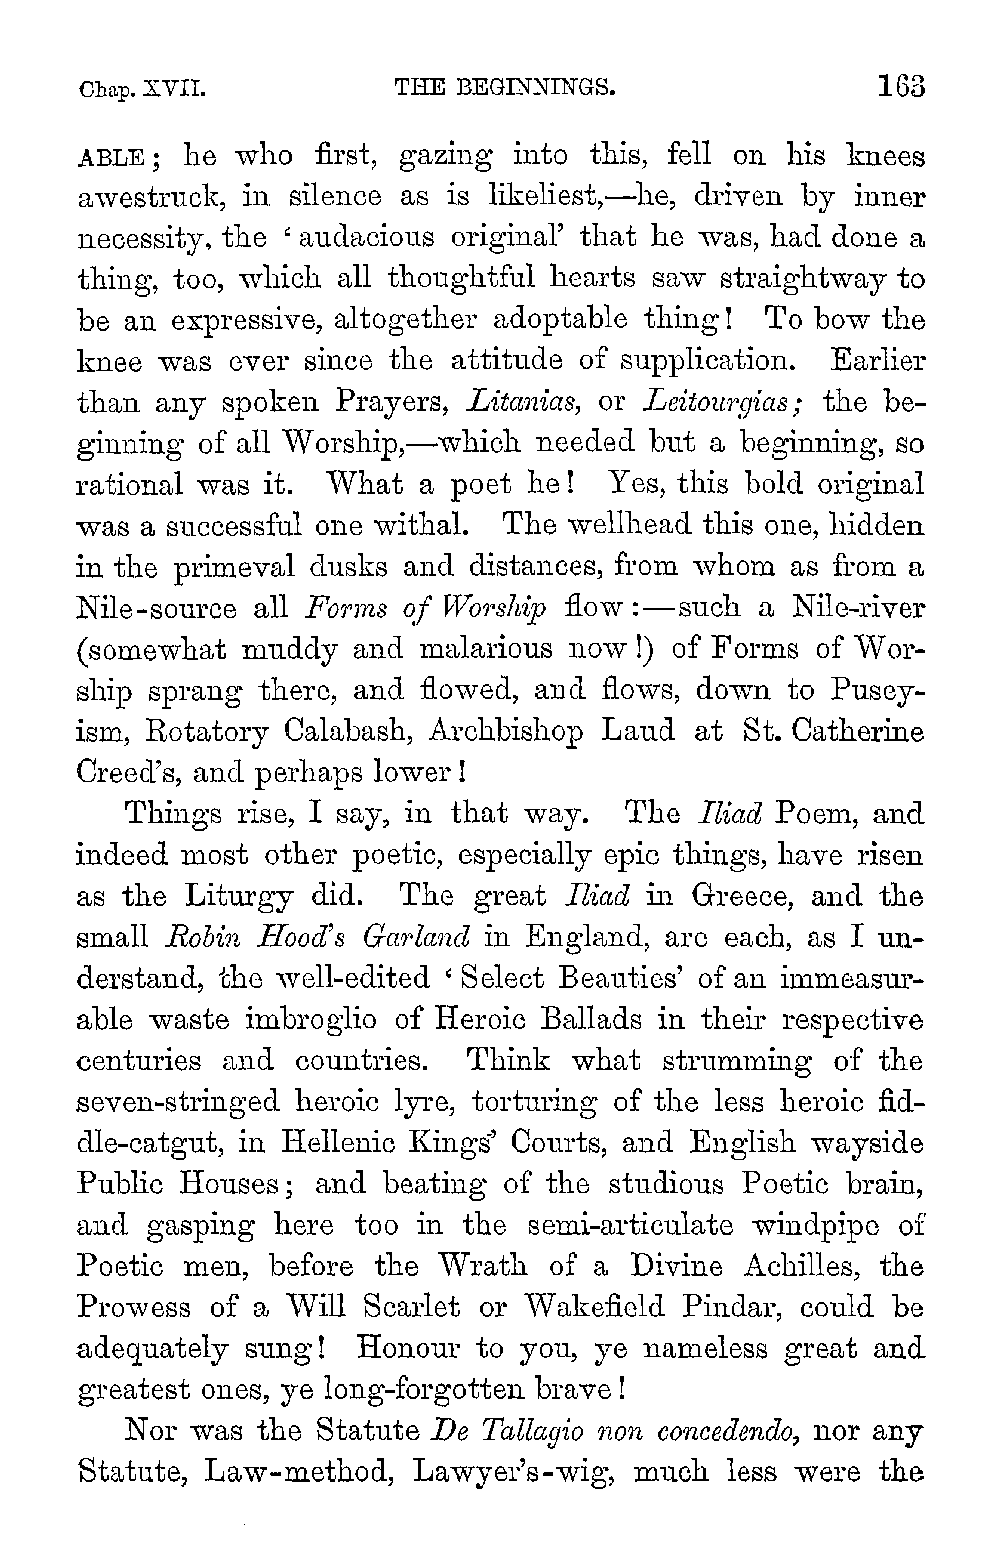 Chap. XVII. THE BEGINNINGS. 163
ABLE; he who first, gazing into this, fell on his knees
awestruck, in silence as is likeliest,—he, driven by inner
necessity, the ‘audacious original’ that he was, had done a
thing, too, which all thoughtful hearts saw straightway to
be an expressive, altogether adoptable thing! To bow the
knee was ever since the attitude of supplication. Earlier
than any spoken Prayers, Litanias, or Leitourgias; the be-
ginning of all Worship,—which needed but a beginning, so
rational was it. What a poet he! Yes, this bold original
was a successful one withal. The wellhead this one, hidden
in the primeval dusks and distances, from whom as from a
Nile-source all Forms of Worship flow:—such a Nile-river
(somewhat muddy and malarious now!) of Forms of Wor-
ship sprang there, and flowed, and flows, down to Pusey-
ism, Rotatory Calabash, Archbishop Laud at St. Catherine
Creed’s, and perhaps lower!
Things rise, I say, in that way. The Iliad Poem, and
indeed most other poetic, especially epic things, have risen
as the Liturgy did. The great Iliad in Greece, and the
small Robin Hood’s Garland in England, are each, as I un-
derstand, the well-edited ‘Select Beauties’ of an immeasur-
able waste imbroglio of Heroic Ballads in their respective
centuries and countries. Think what strumming of the
seven-stringed heroic lyre, torturing of the less heroic fid-
dle-catgut, in Hellenic Kings’ Courts, and English wayside
Public Houses; and beating of the studious Poetic brain,
and gasping here too in the semi-articulate windpipe of
Poetic men, before the Wrath of a Divine Achilles, the
Prowess of a Will Scarlet or Wakefield Pindar, could be
adequately sung! Honour to you, ye nameless great and
greatest ones, ye long-forgotten brave!
Nor was the Statute De Tallagio non concedendo, nor any
Statute, Law-method, Lawyer’s-wig, much less were the